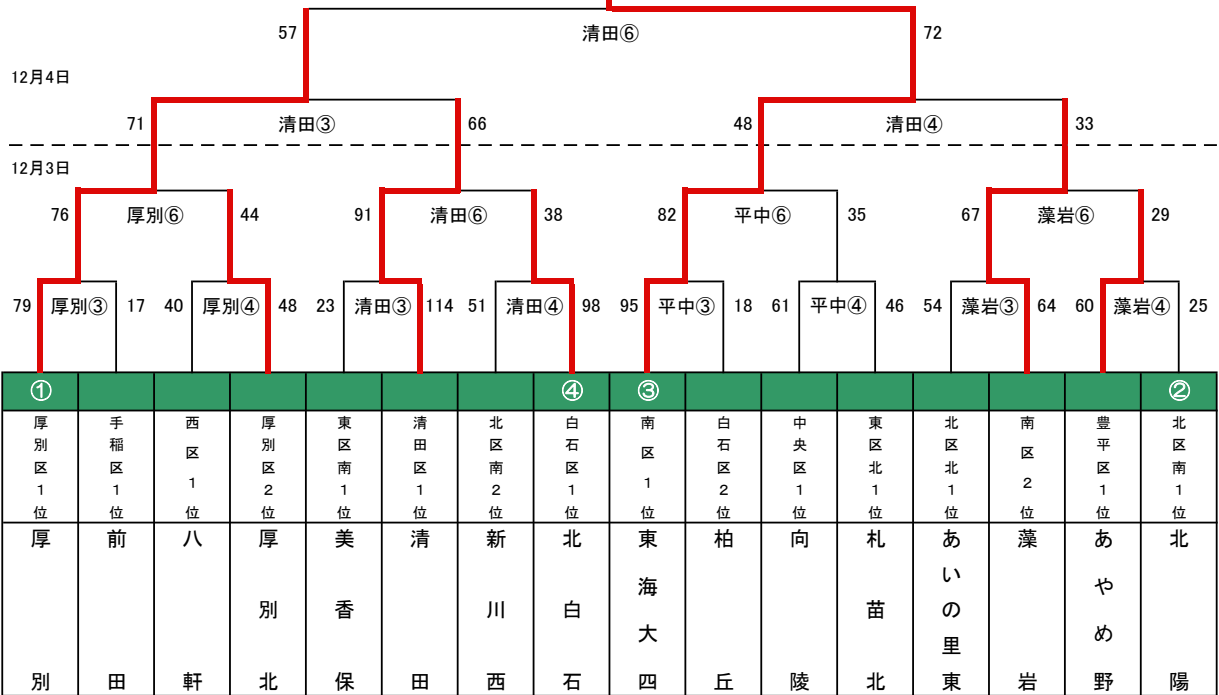 57 清田⑥ 72
12月4日
71 清田③ 66 48 清田④ 33
12月3日
76 厚別⑥ 44 91 清田⑥ 38 82 平中⑥ 35 67 藻岩⑥ 29
79 厚別③ 17 40 厚別④ 48 23 清田③ 114 51 清田④ 98 95 平中③ 18 61 平中④ 46 54 藻岩③ 64 60 藻岩④ 25
① ④ ③ ②
厚別区1位
手稲区1位
西区1位
厚別区2位
東区南1位
清田区1位
北区南2位
白石区1位
南区1位
白石区2位
中央区1位
東区北1位
北区北1位
南区2位
豊平区1位
北区南1位
厚別
前田
八軒
厚別北
美香保
清田
新川西
北白石
東海大四
柏丘
向陵
札苗北
あいの里東
藻岩
あやめ野
北陽